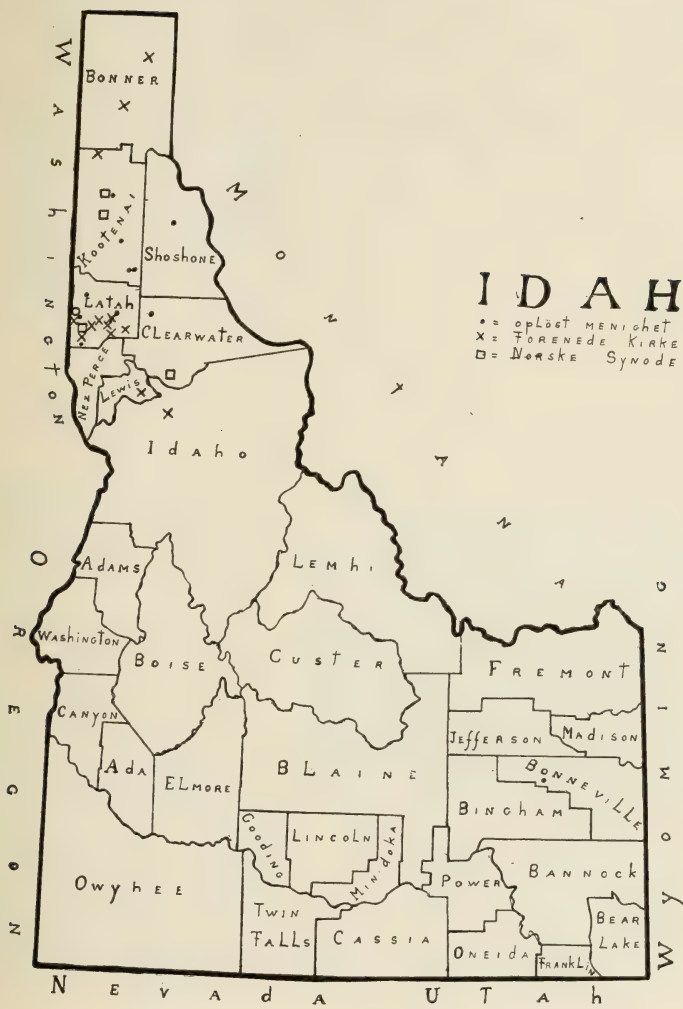 IDAH
• = oplöst menighet
X = Forenede Kirke
□ = Norske Synode
Washington
Montana
Oregon
Wyoming
Nevada
Utah
Bonner
Kootenai
Shoshone
Latah
Clearwater
Nez Perce
Lewis
Idaho
Adams
Lemhi
Washington
Boise
Custer
Fremont
Canyon
Jefferson
Madison
Ada
Elmore
Blaine
Bonneville
Bingham
Gooding
Lincoln
Minidoka
Owyhee
Power
Bannock
Twin
Falls
Cassia
Oneida
Franklin
Bear
Lake